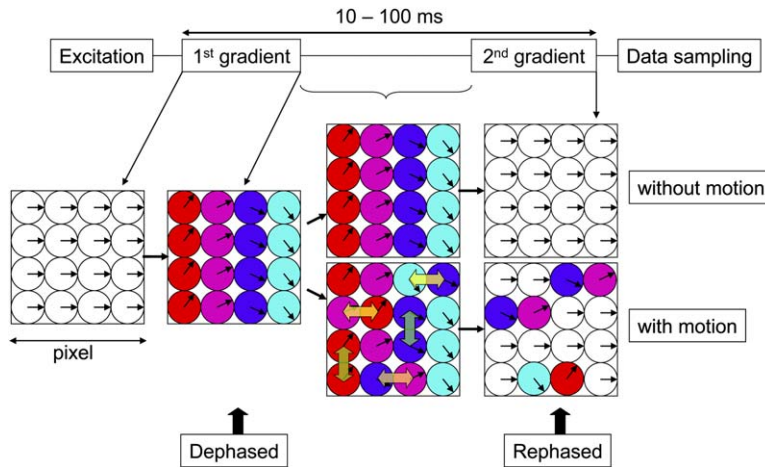 10 – 100 ms
Excitation
1st gradient
2nd gradient
Data sampling
without motion
with motion
pixel
Dephased
Rephased